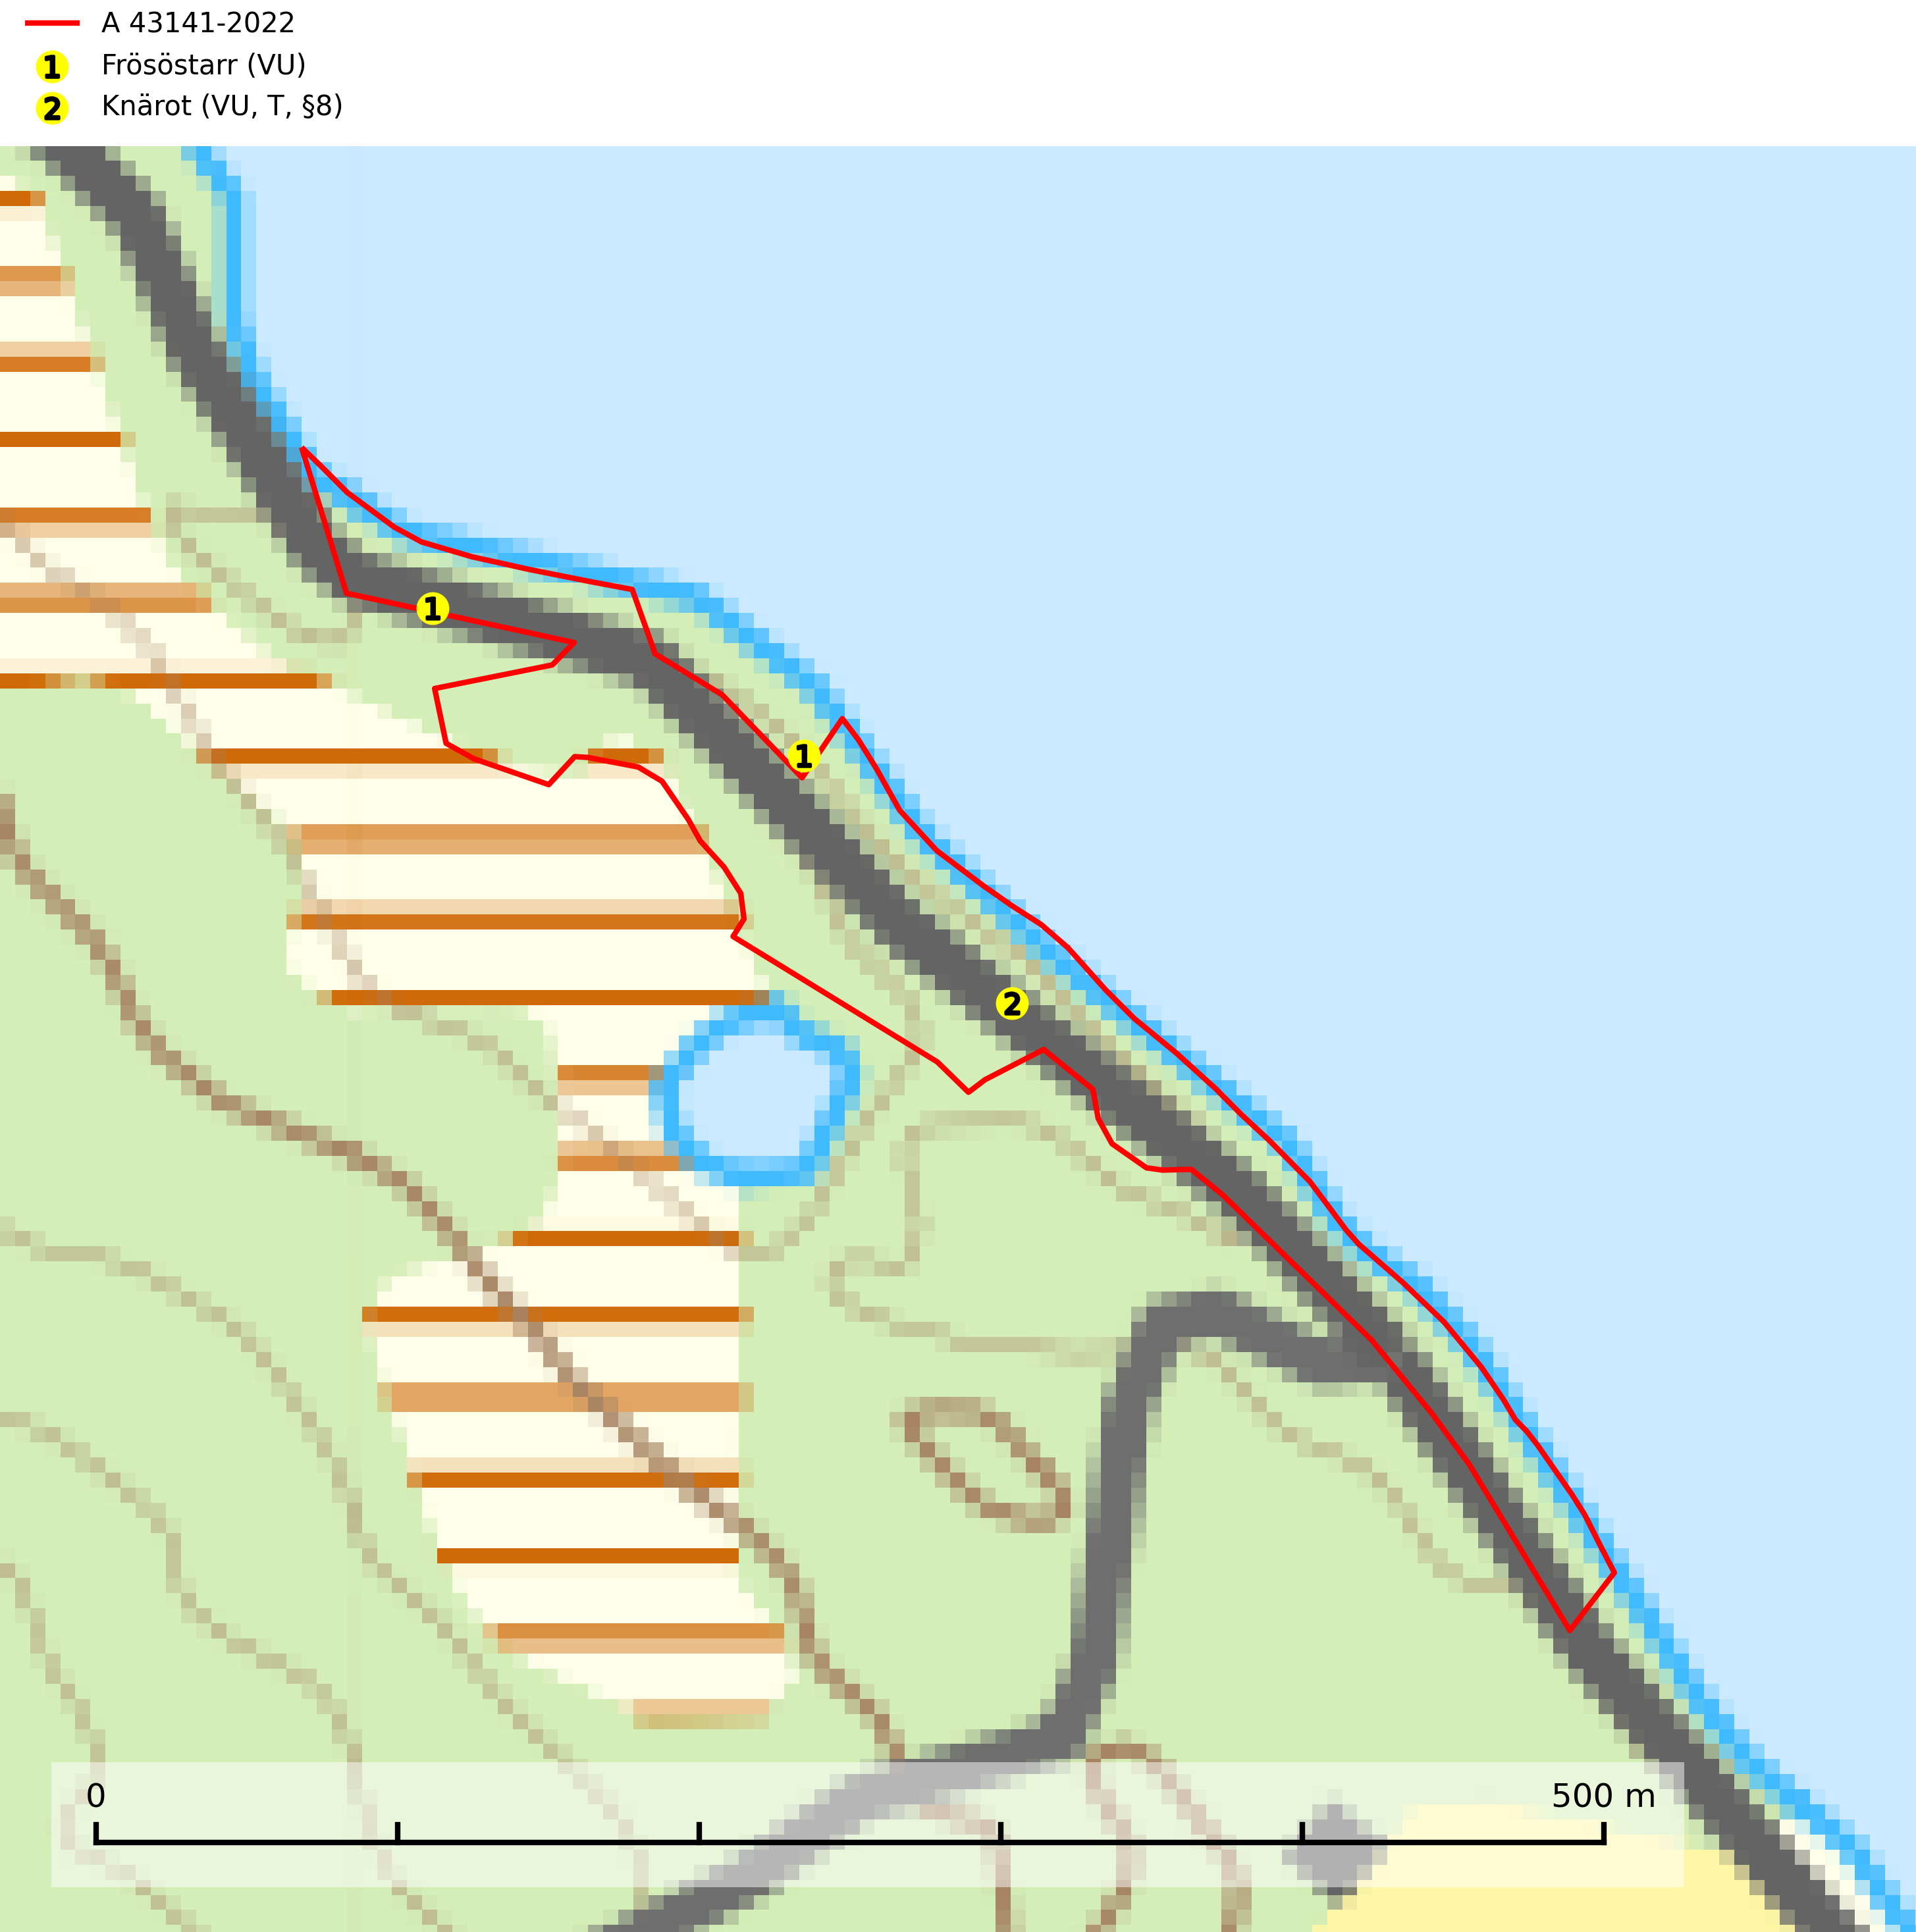 A 43141-2022
1 Frösöstarr (VU)
2 Knärot (VU, T, §8)
1
1
2
0 500 m